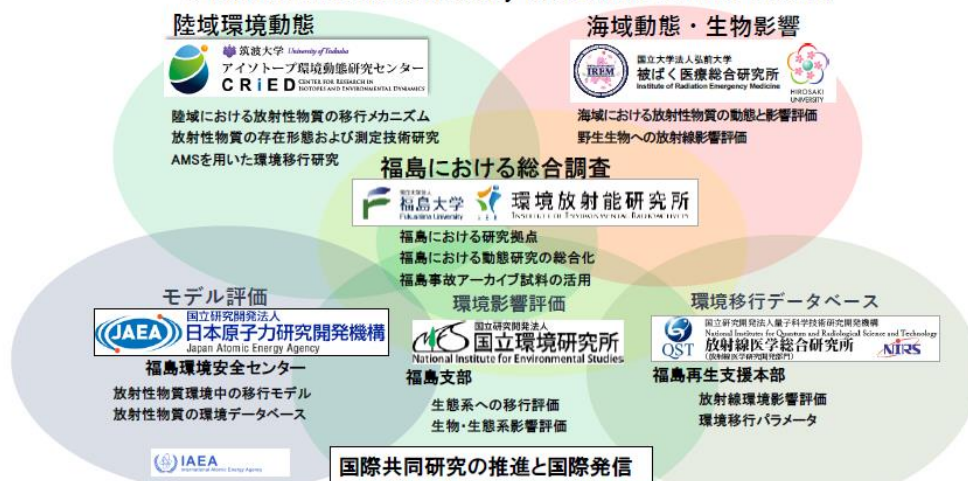 陸域環境動態
筑波大学 University of Tsukuba
アイソトープ環境動態研究センター
CRiED CENTER FOR RESEARCH IN ISOTOPES AND ENVIRONMENTAL DYNAMICS
陸域における放射性物質の移行メカニズム
放射性物質の存在形態および測定技術研究
AMSを用いた環境移行研究
海域動態・生物影響
IREM
国立大学法人弘前大学
被ばく医療総合研究所
Institute of Radiation Emergency Medicine
HIROSAKI
UNIVERSITY
海域における放射性物質の動態と影響評価
野生生物への放射線影響評価
福島における総合調査
国立大学法人
福島大学
Fukushima University
環境放射能研究所
INSTITUTE OF ENVIRONMENTAL RADIOACTIVITY
福島における研究拠点
福島における動態研究の総合化
福島事故アーカイブ試料の活用
モデル評価
JAEA
国立研究開発法人
日本原子力研究開発機構
Japan Atomic Energy Agency
福島環境安全センター
放射性物質環境中の移行モデル
放射性物質の環境データベース
環境影響評価
国立研究開発法人
国立環境研究所
National Institute for Environmental Studies
福島支部
生態系への移行評価
生物・生態系影響評価
環境移行データベース
QST
国立研究開発法人量子科学技術研究開発機構
National Institutes for Quantum and Radiological Science and Technology
放射線医学総合研究所
(放射線医学研究開発部門)
NIRS
福島再生支援本部
放射線環境影響評価
環境移行パラメータ
IAEA
International Atomic Energy Agency
国際共同研究の推進と国際発信